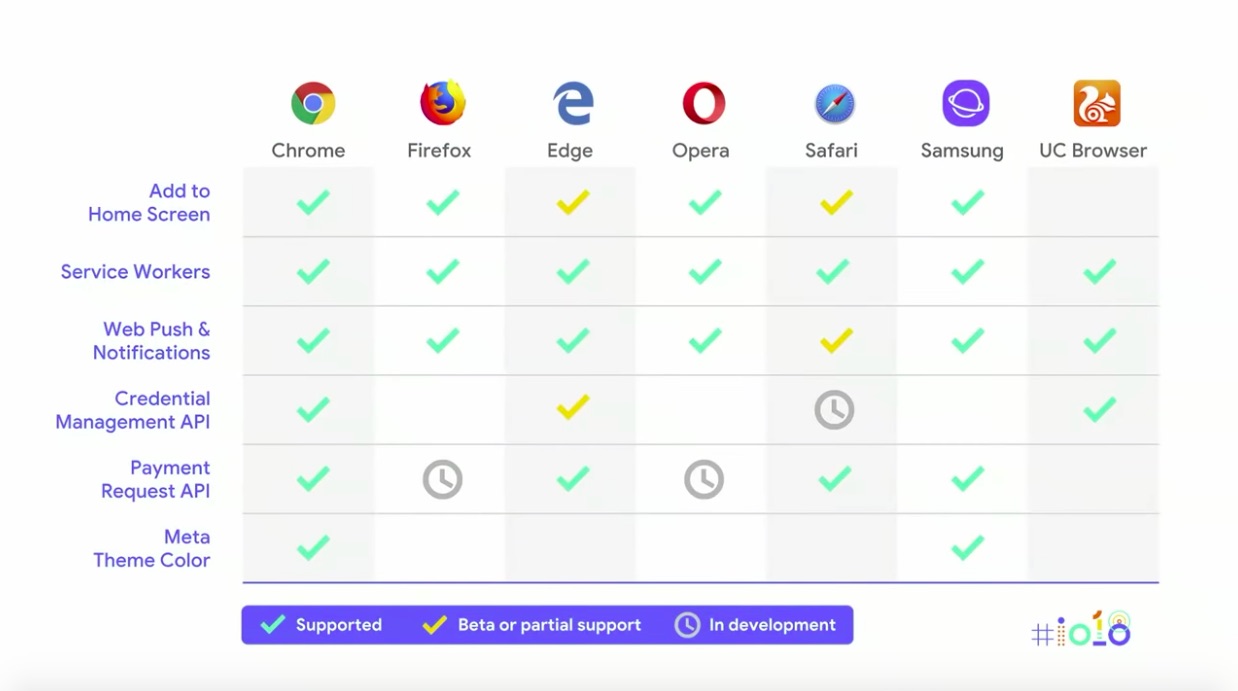 Chrome
Firefox
Edge
Opera
Safari
Samsung
UC Browser
Add to
Home Screen
Service Workers
Web Push &
Notifications
Credential
Management API
Payment
Request API
Meta
Theme Color
Supported
Beta or partial support
In development
#io18